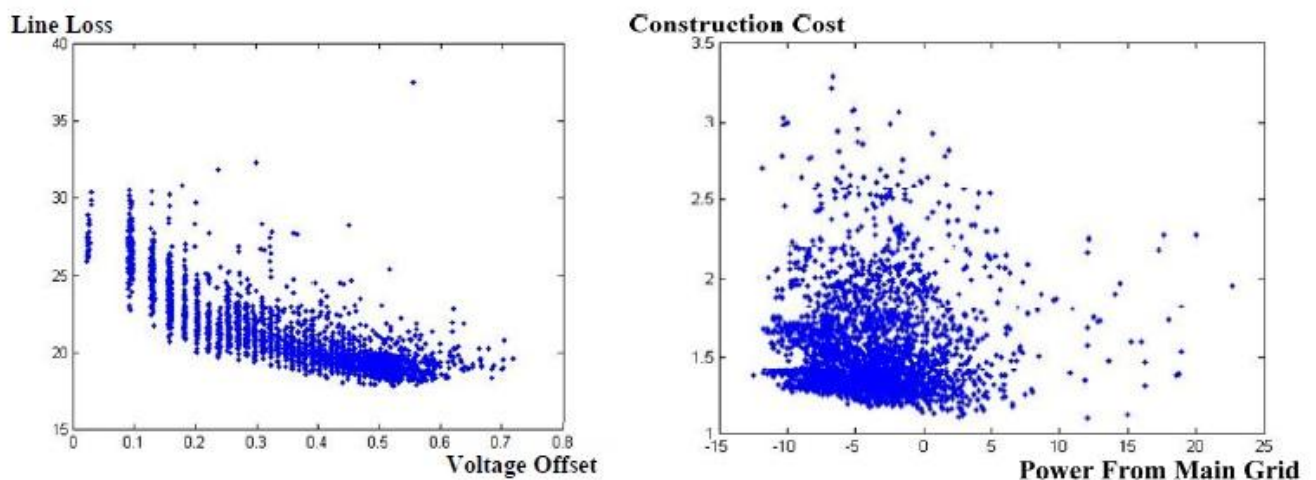 Line Loss
40
35
30
25
20
15
0 0.1 0.2 0.3 0.4 0.5 0.6 0.7 0.8
Voltage Offset
Construction Cost
3.5
3
2.5
2
1.5
1
-15 -10 -5 0 5 10 15 20 25
Power From Main Grid